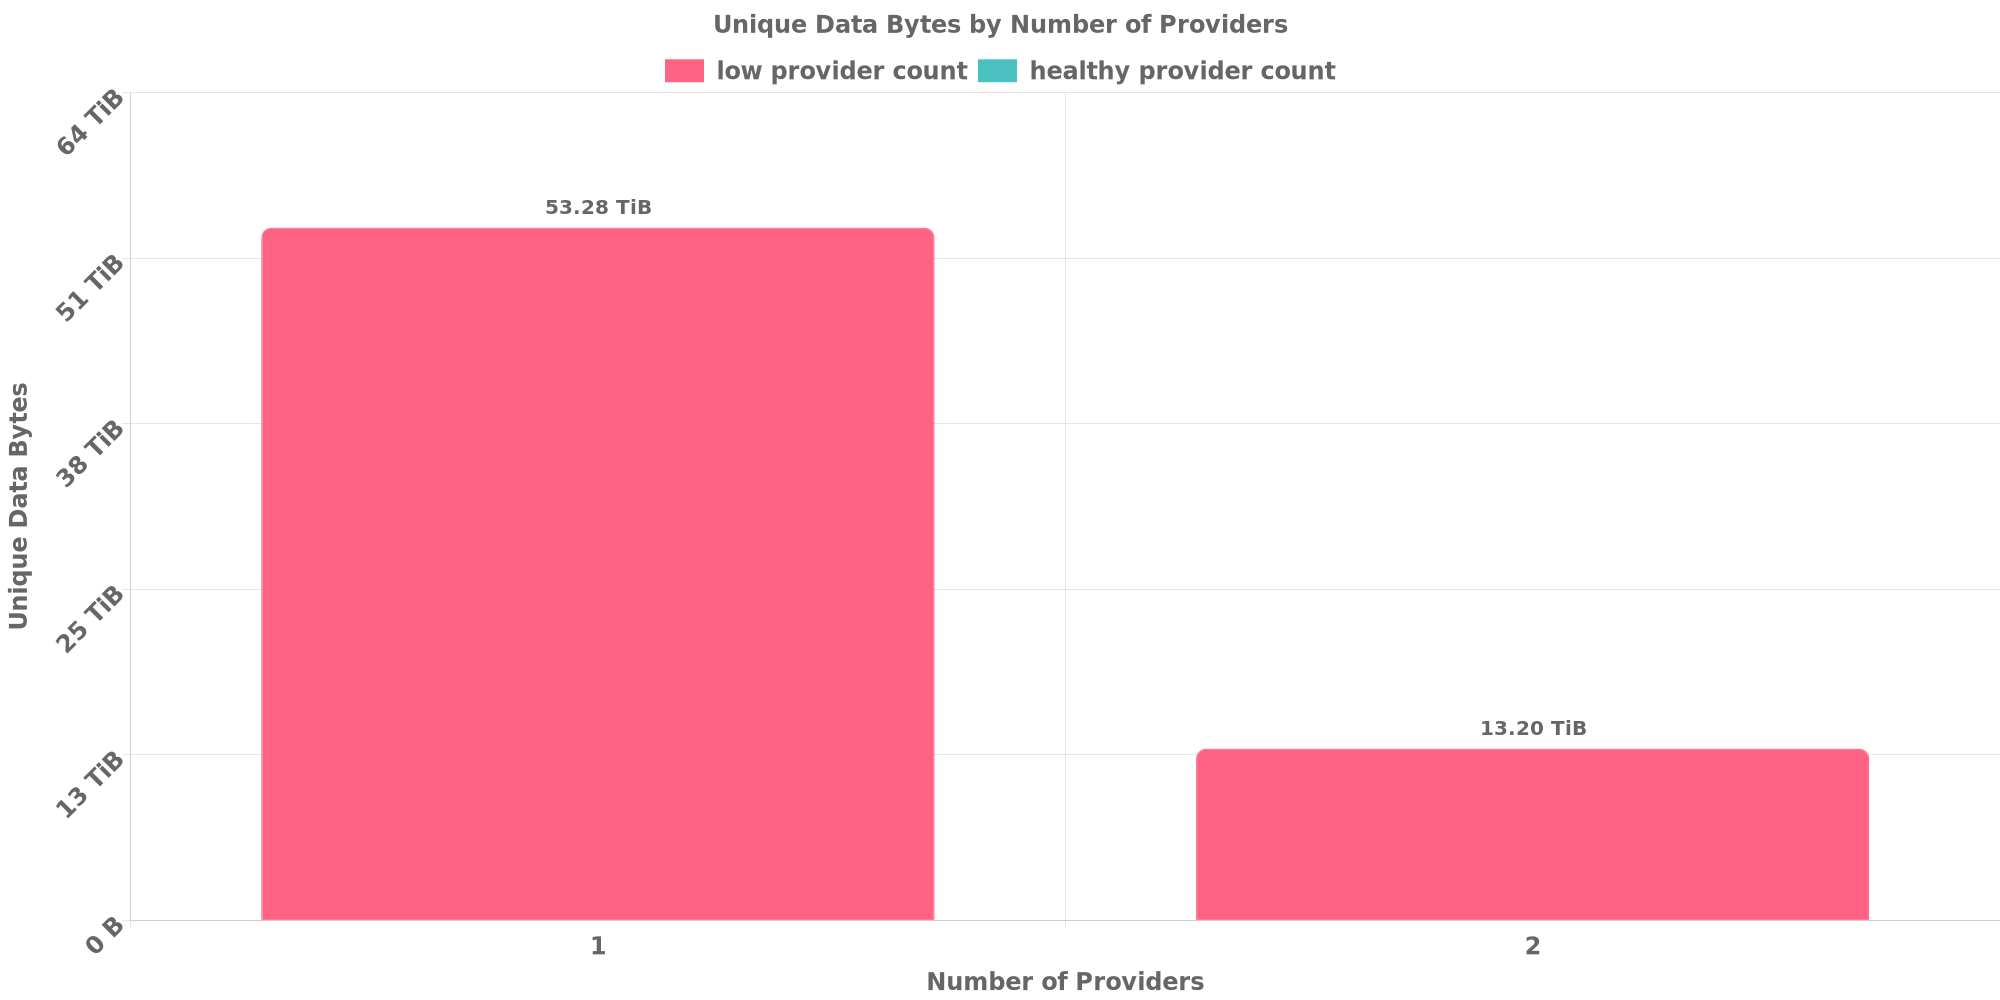 Unique Data Bytes by Number of Providers
low provider count
healthy provider count
64 TiB
51 TiB
38 TiB
25 TiB
13 TiB
0 B
Unique Data Bytes
53.28 TiB
13.20 TiB
1
2
Number of Providers